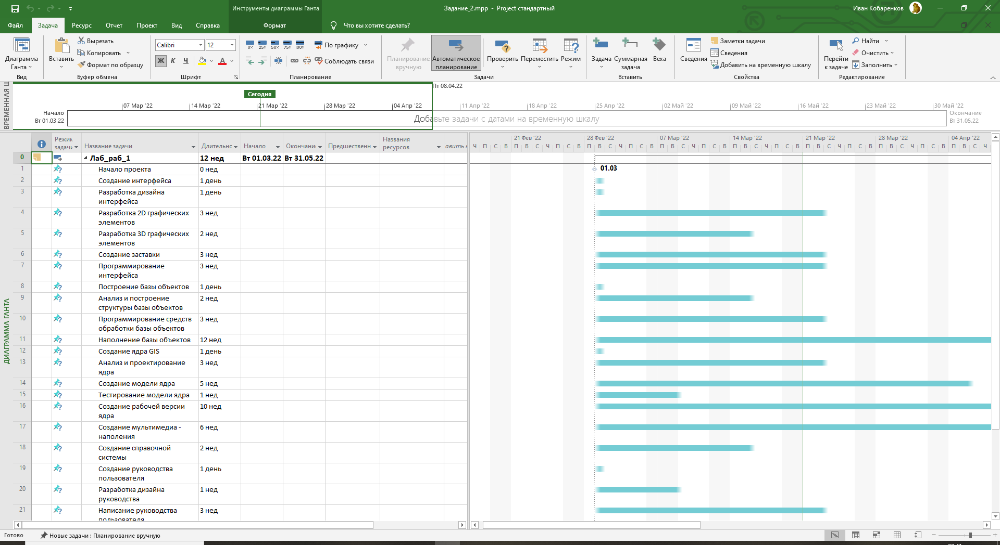 Инструменты диаграммы Ганта
Задание_2.mpp - Project стандартный
Иван Кобаренков
Файл Задача Ресурс Отчет Проект Вид Справка Формат Что вы хотите сделать?
Диаграмма Ганта
Вид
Вставить
Вырезать
Копировать
Формат по образцу
Буфер обмена
Calibri 12
Ж К Ч А
Шрифт
0% 25% 50% 75% 100%
По графику
Соблюдать связи
Планирование
Планирование вручную
Автоматическое планирование
Проверить
Переместить
Режим
Задачи
Задача
Суммарная задача
Веха
Вставить
Сведения
Заметки задачи
Сведения
Добавить на временную шкалу
Свойства
Перейти к задаче
Найти
Очистить
Заполнить
Редактирование
ВРЕМЕННАЯ Ш
Пт 08.04.22
Сегодня
07 Мар '22 14 Мар '22 21 Мар '22 28 Мар '22 04 Апр '22 11 Апр '22 18 Апр '22 25 Апр '22 02 Май '22 09 Май '22 16 Май '22 23 Май '22 30 Май '22
Начало
Вт 01.03.22
Добавьте задачи с датами на временную шкалу
Окончание
Вт 31.05.22
ДИАГРАММА ГАНТА
Режим задачи Название задачи Длительнс Начало Окончани Предшественн Названия ресурсов авить н
21 Фев '22 28 Фев '22 07 Мар '22 14 Мар '22 21 Мар '22 28 Мар '22 04 Апр '22
Ч П С В П В С Ч П С В П В С Ч П С В П В С Ч П С В П В С Ч П С В П В С Ч П С В П В С Ч П С В П В С Ч
0 Лаб_раб_1 12 нед Вт 01.03.22 Вт 31.05.22
1 Начало проекта 0 нед 01.03
2 Создание интерфейса 1 день
3 Разработка дизайна 1 день
интерфейса
4 Разработка 2D графических 3 нед
элементов
5 Разработка 3D графических 2 нед
элементов
6 Создание заставки 3 нед
7 Программирование 3 нед
интерфейса
8 Построение базы объектов 1 день
9 Анализ и построение 2 нед
структуры базы объектов
10 Программирование средств 3 нед
обработки базы объектов
11 Наполнение базы объектов 12 нед
12 Создание ядра GIS 1 день
13 Анализ и проектирование 3 нед
ядра
14 Создание модели ядра 5 нед
15 Тестирование модели ядра 1 нед
16 Создание рабочей версии 10 нед
ядра
17 Создание мультимедиа - 6 нед
наполения
18 Создание справочной 2 нед
системы
19 Создание руководства 1 день
пользователя
20 Разработка дизайна 1 нед
руководства
21 Написание руководства 3 нед
пользователя
Готово Новые задачи : Планирование вручную